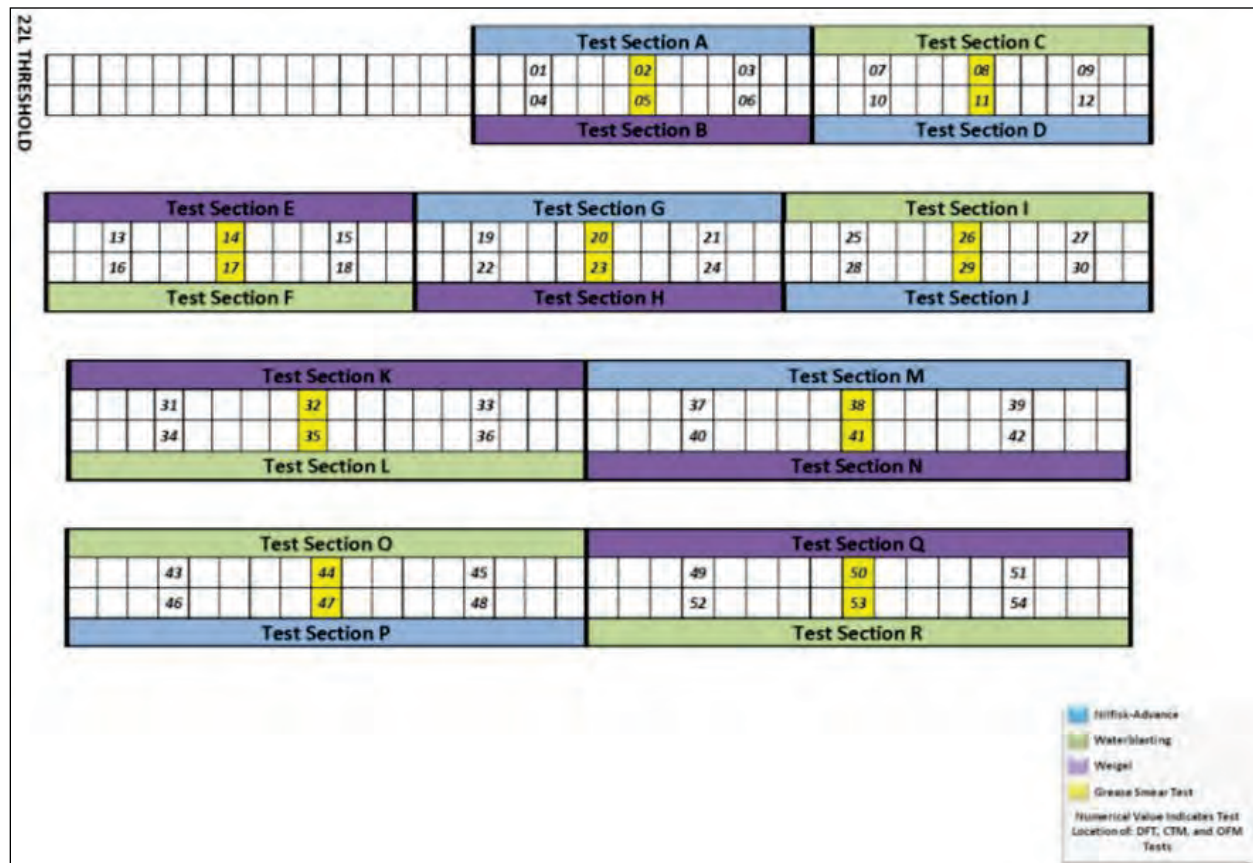 22L THRESHOLD
Test Section A Test Section C
01 02 03 07 08 09
04 05 06 10 11 12
Test Section B Test Section D
Test Section E Test Section G Test Section I
13 14 15 19 20 21 25 26 27
16 17 18 22 23 24 28 29 30
Test Section F Test Section H Test Section J
Test Section K Test Section M
31 32 33 37 38 39
34 35 36 40 41 42
Test Section L Test Section N
Test Section O Test Section Q
43 44 45 49 50 51
46 47 48 52 53 54
Test Section P Test Section R
Nilfisk-Advance
Waterblasting
Weigel
Grease Smear Test
Numerical Value Indicates Test
Location of: DFT, CTM, and OFM
Tests